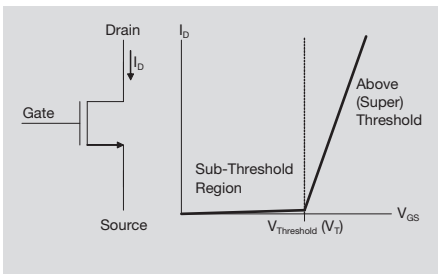 Drain
I_D
Gate
Source
I_D
Above
(Super)
Threshold
Sub-Threshold
Region
V_GS
V_Threshold (V_T)